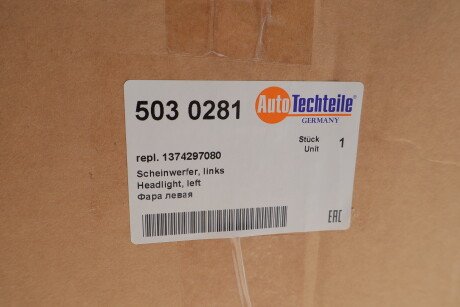 503 0281
AutoTechteile®
GERMANY
Stück
Unit 1
repl. 1374297080
Scheinwerfer, links
Headlight, left
Фара левая
EAC